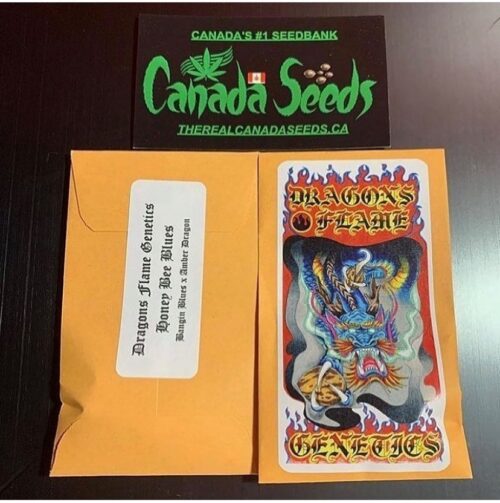 CANADA'S #1 SEEDBANK
Canada Seeds
THEREALCANADASEEDS.CA
Dragons Flame Genetics
Honey Bee Blues
Bangin Blues x Amber Dragon
DRAGONS
FLAME
GENETICS